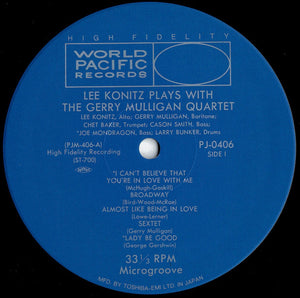 HIGH FIDELITY
WORLD
PACIFIC
RECORDS
LEE KONITZ PLAYS WITH
THE GERRY MULLIGAN QUARTET
LEE KONITZ, Alto; GERRY MULLIGAN, Baritone;
CHET BAKER, Trumpet; CARSON SMITH, Bass;
*JOE MONDRAGON, Bass; LARRY BUNKER, Drums
(PJM-406-A)
High Fidelity Recording
(ST-700)
PJ-0406
SIDE I
*I CAN'T BELIEVE THAT
YOU'RE IN LOVE WITH ME
(McHugh-Gaskill)
BROADWAY
(Bird-Wood-McRae)
ALMOST LIKE BEING IN LOVE
(Lowe-Lerner)
SEXTET
(Gerry Mulligan)
*LADY BE GOOD
(George Gershwin)
33 1/3 RPM
Microgroove
MFD. BY TOSHIBA-EMI LTD. IN JAPAN